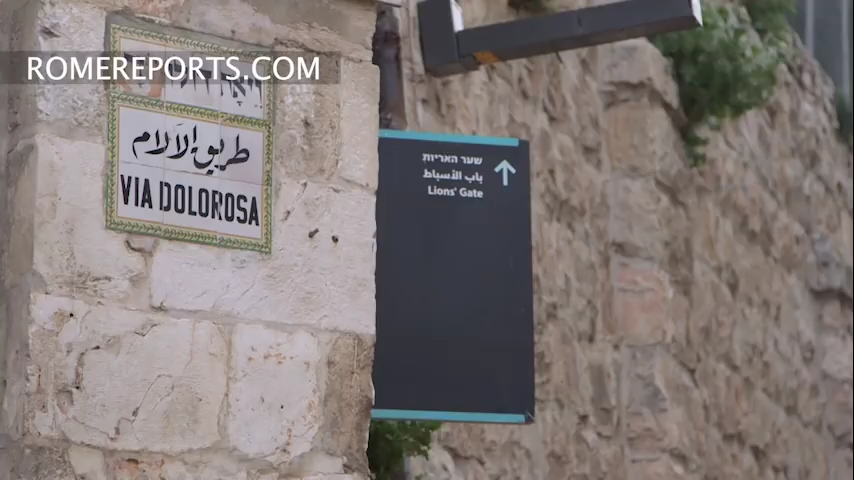 ROMEREPORTS.COM
طريق الآلام
VIA DOLOROSA
שער האריות
باب الأسباط
Lions' Gate